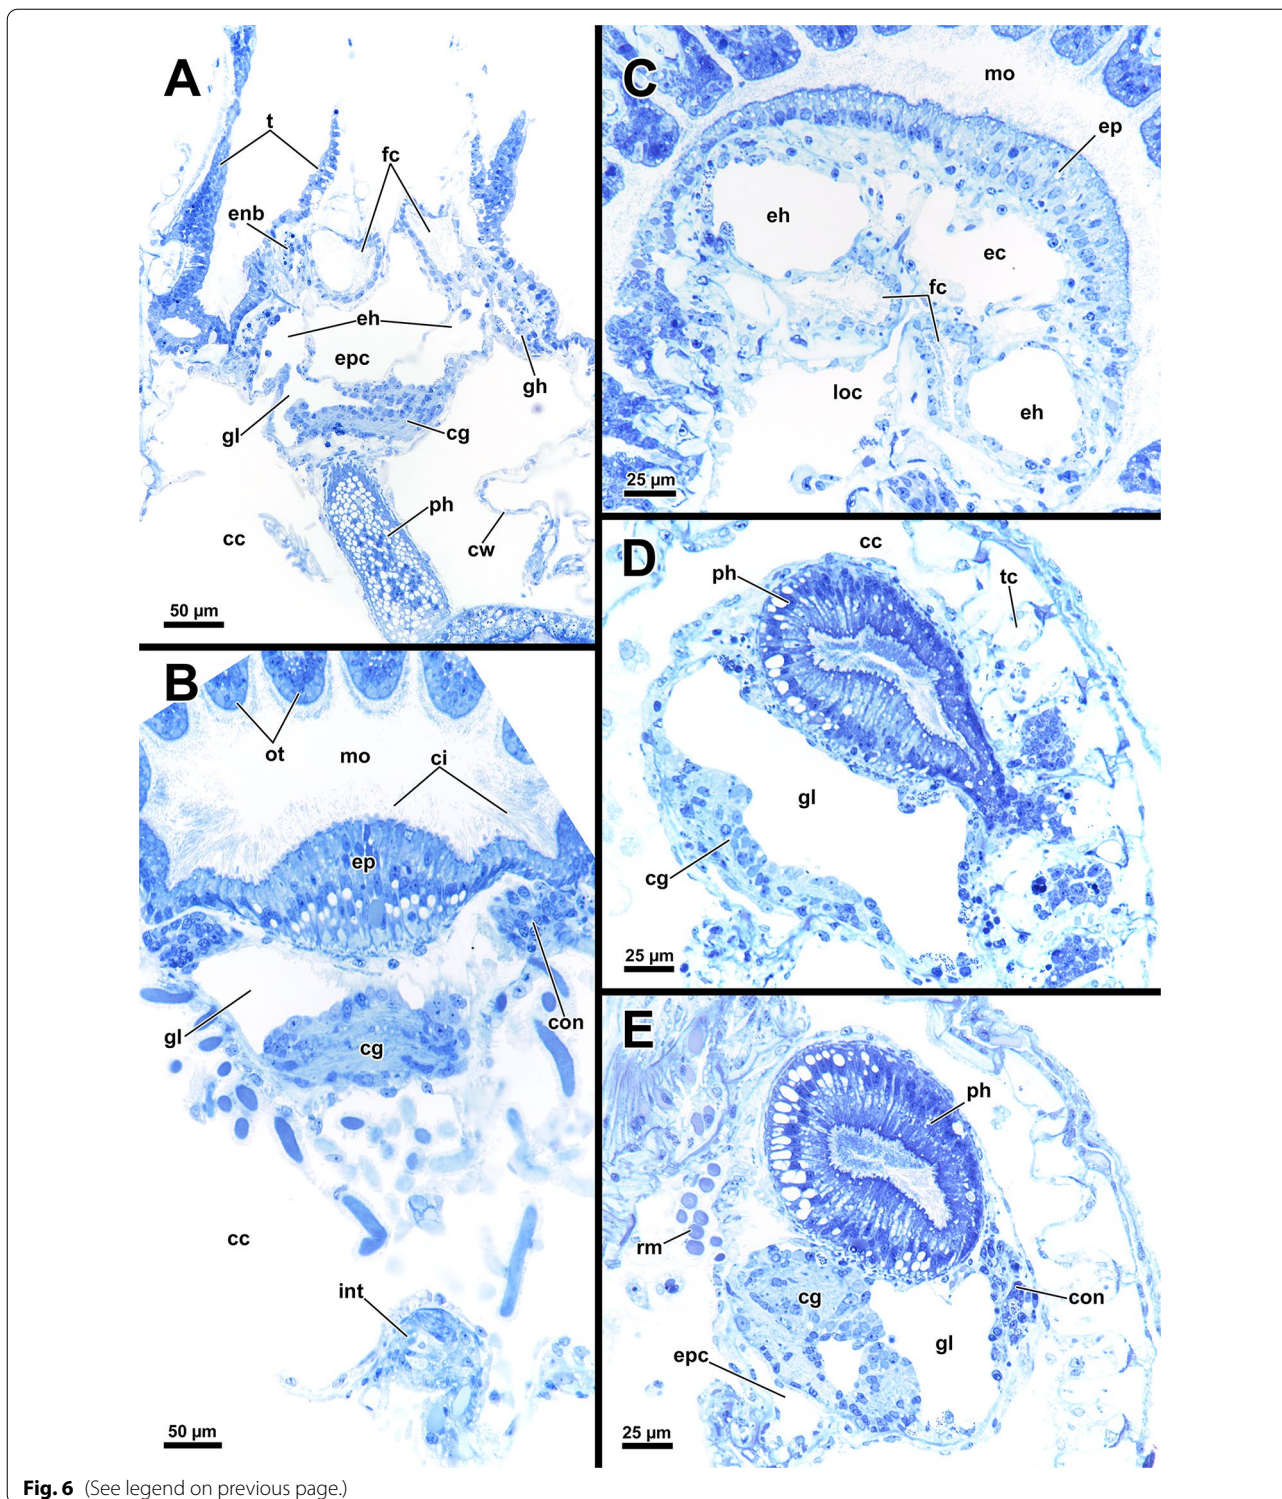 A
t
fc
enb
eh
epc
gh
gl
cg
ph
cc
cw
50 µm
B
ot
mo
ci
ep
con
gl
cg
cc
int
50 µm
C
mo
ep
eh
ec
fc
loc
eh
25 µm
D
cc
ph
tc
gl
cg
25 µm
E
ph
rm
cg
con
gl
epc
25 µm
Fig. 6 (See legend on previous page.)